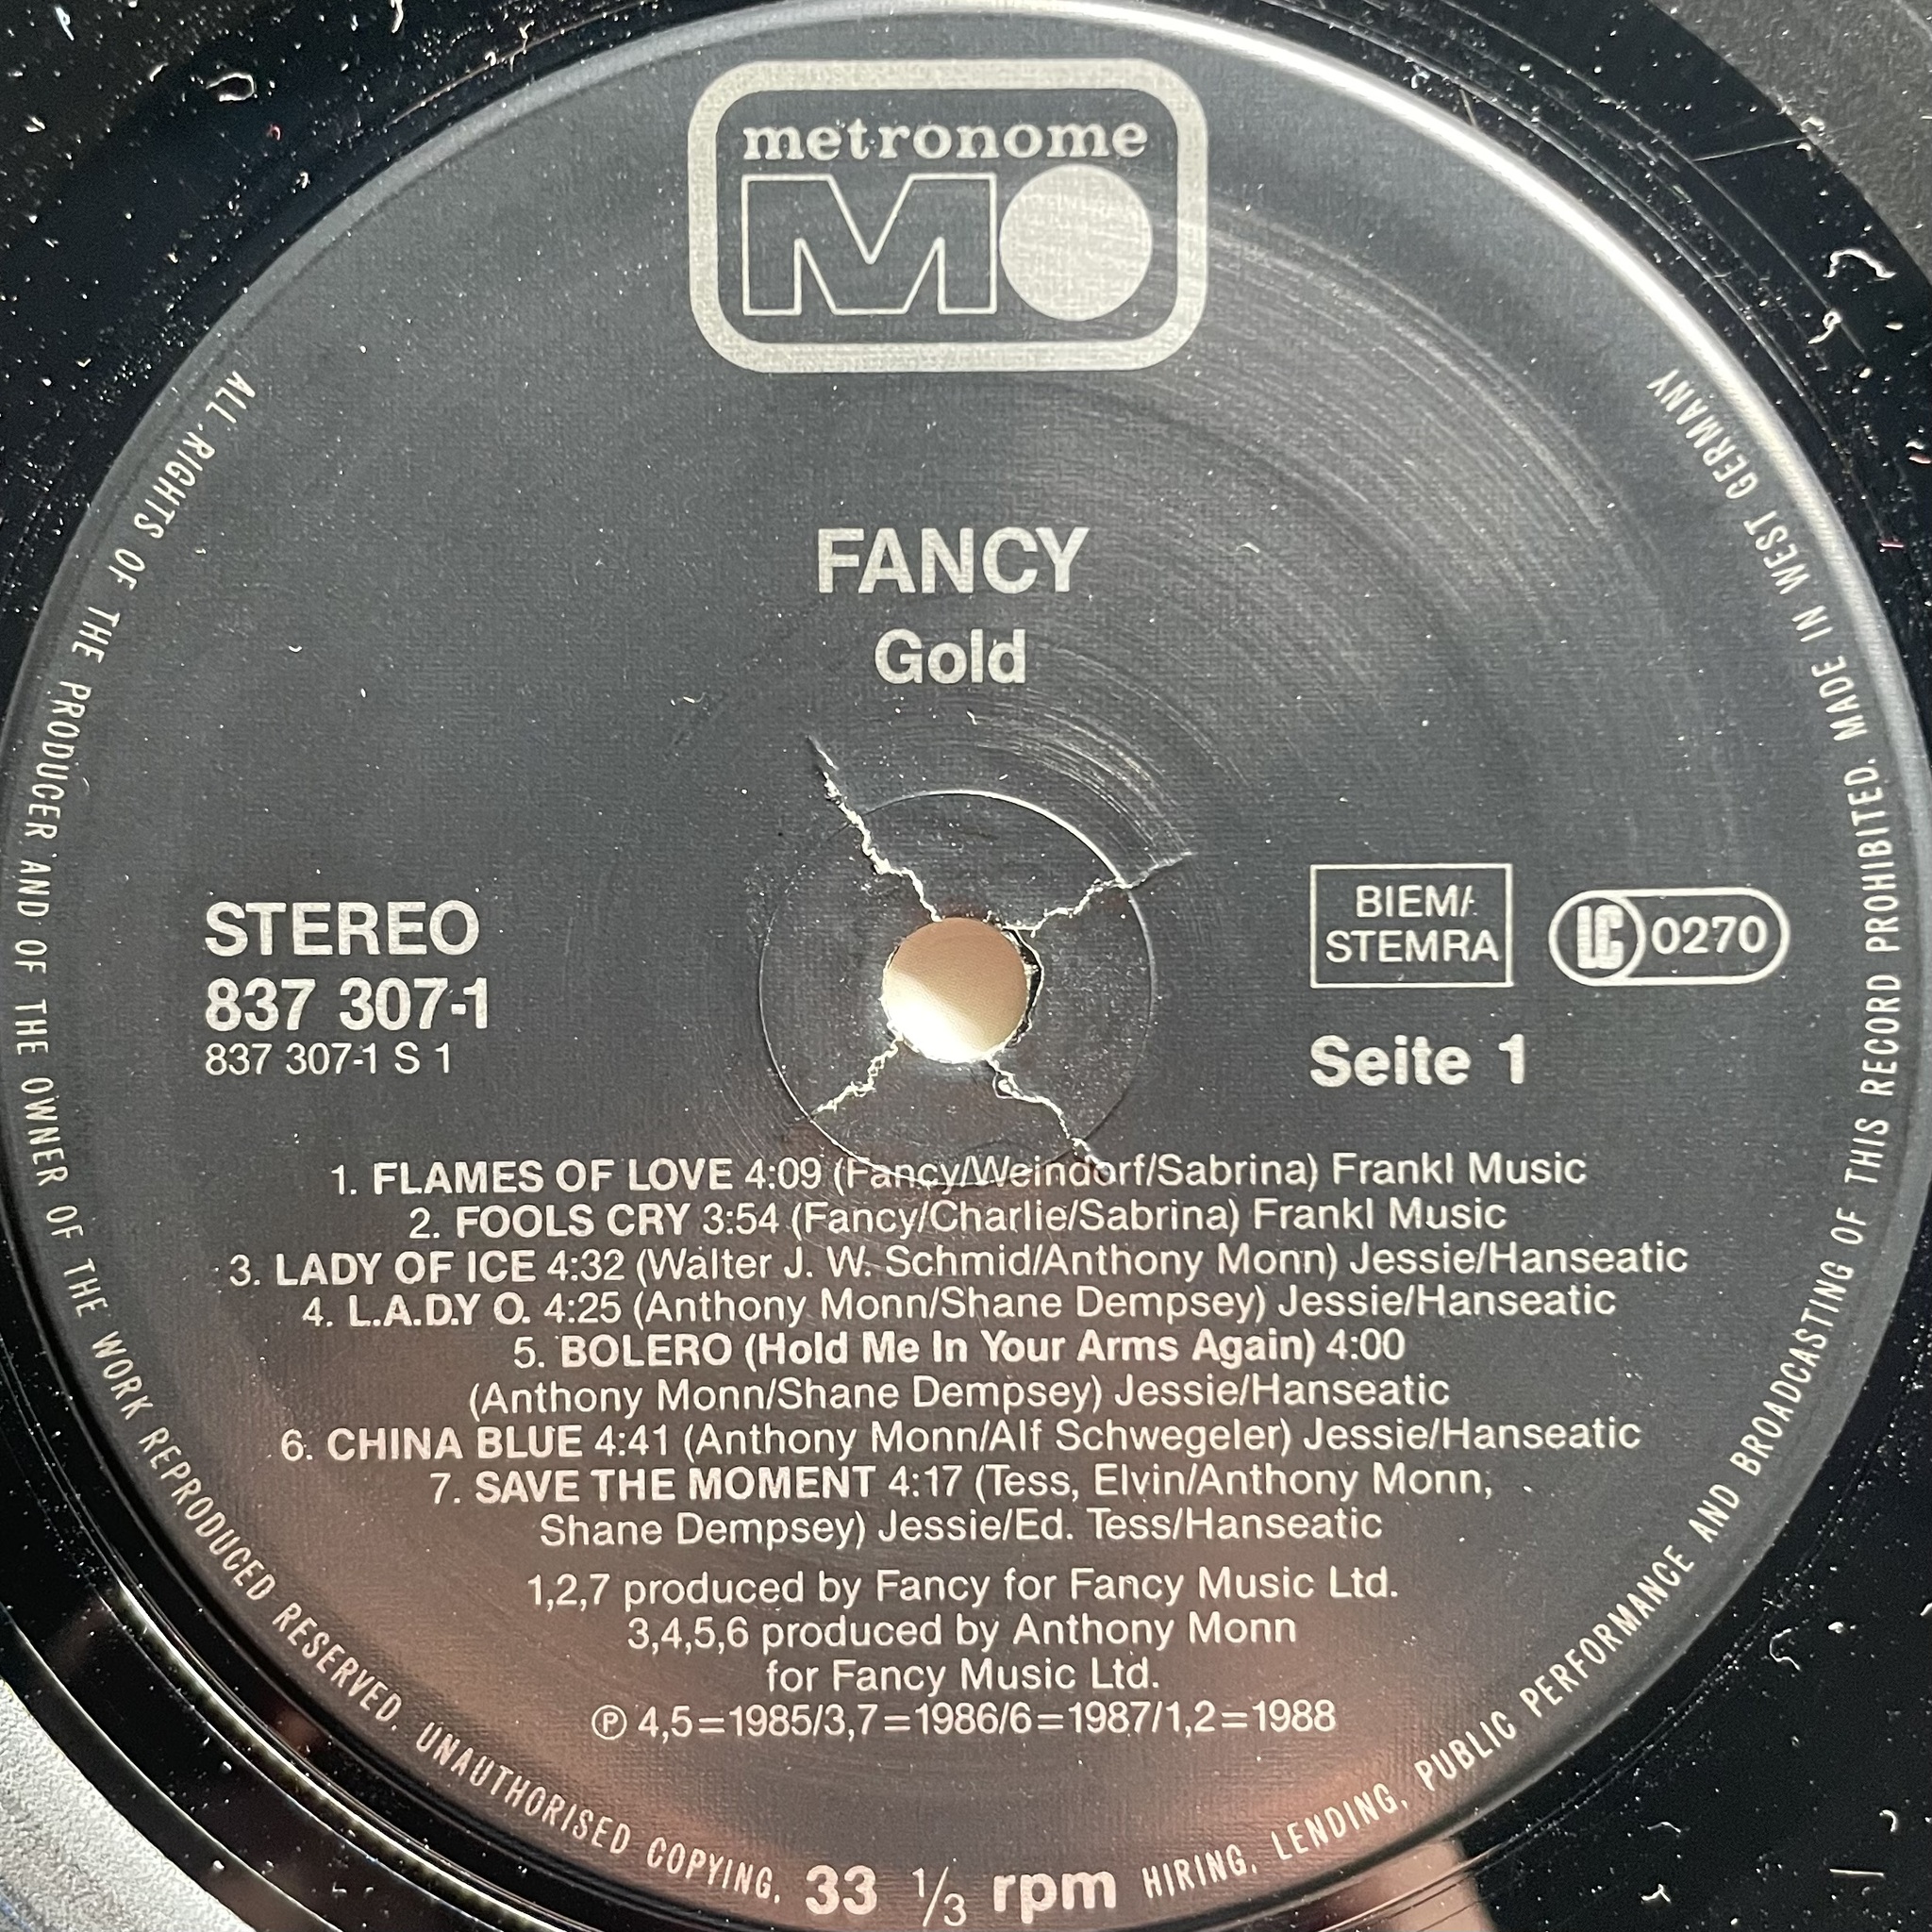 metronome
MO
FANCY
Gold
STEREO
837 307-1
837 307-1 S 1
BIEM/
STEMRA
LC 0270
Seite 1
1. FLAMES OF LOVE 4:09 (Fancy/Weindorf/Sabrina) Frankl Music
2. FOOLS CRY 3:54 (Fancy/Charlie/Sabrina) Frankl Music
3. LADY OF ICE 4:32 (Walter J. W. Schmid/Anthony Monn) Jessie/Hanseatic
4. L.A.D.Y O. 4:25 (Anthony Monn/Shane Dempsey) Jessie/Hanseatic
5. BOLERO (Hold Me In Your Arms Again) 4:00
(Anthony Monn/Shane Dempsey) Jessie/Hanseatic
6. CHINA BLUE 4:41 (Anthony Monn/Alf Schwegeler) Jessie/Hanseatic
7. SAVE THE MOMENT 4:17 (Tess, Elvin/Anthony Monn,
Shane Dempsey) Jessie/Ed. Tess/Hanseatic
1,2,7 produced by Fancy for Fancy Music Ltd.
3,4,5,6 produced by Anthony Monn
for Fancy Music Ltd.
Ⓟ 4,5=1985/3,7=1986/6=1987/1,2=1988
ALL RIGHTS OF THE PRODUCER AND OF THE OWNER OF THE WORK REPRODUCED RESERVED. UNAUTHORISED COPYING, HIRING, LENDING, PUBLIC PERFORMANCE AND BROADCASTING OF THIS RECORD PROHIBITED. MADE IN WEST GERMANY
33 1/3 rpm